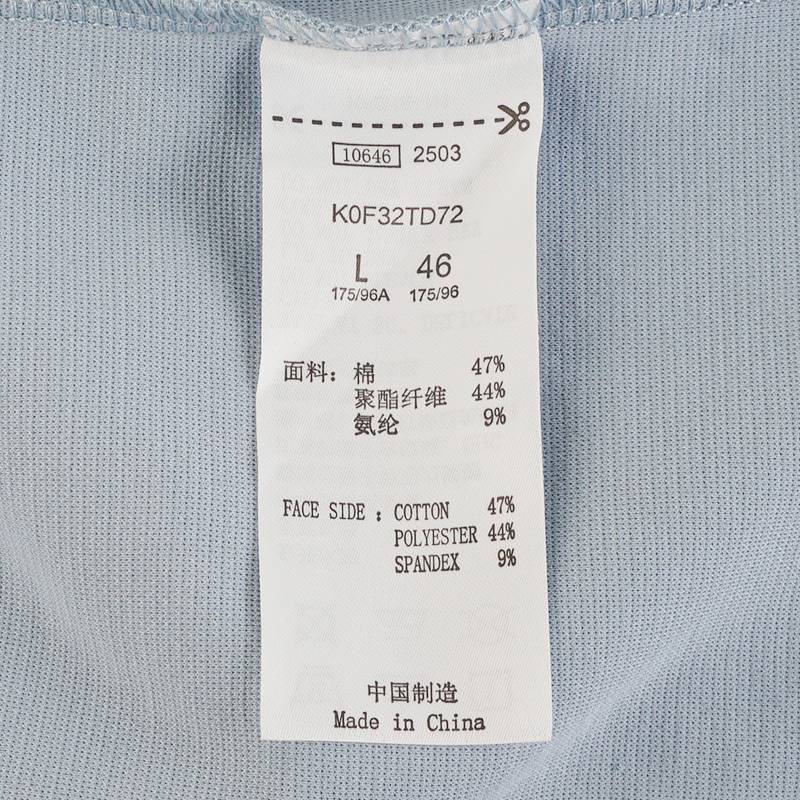 10646 2503
K0F32TD72
L 46
175/96A 175/96
面料: 棉 47%
聚酯纤维 44%
氨纶 9%
FACE SIDE : COTTON 47%
POLYESTER 44%
SPANDEX 9%
中国制造
Made in China